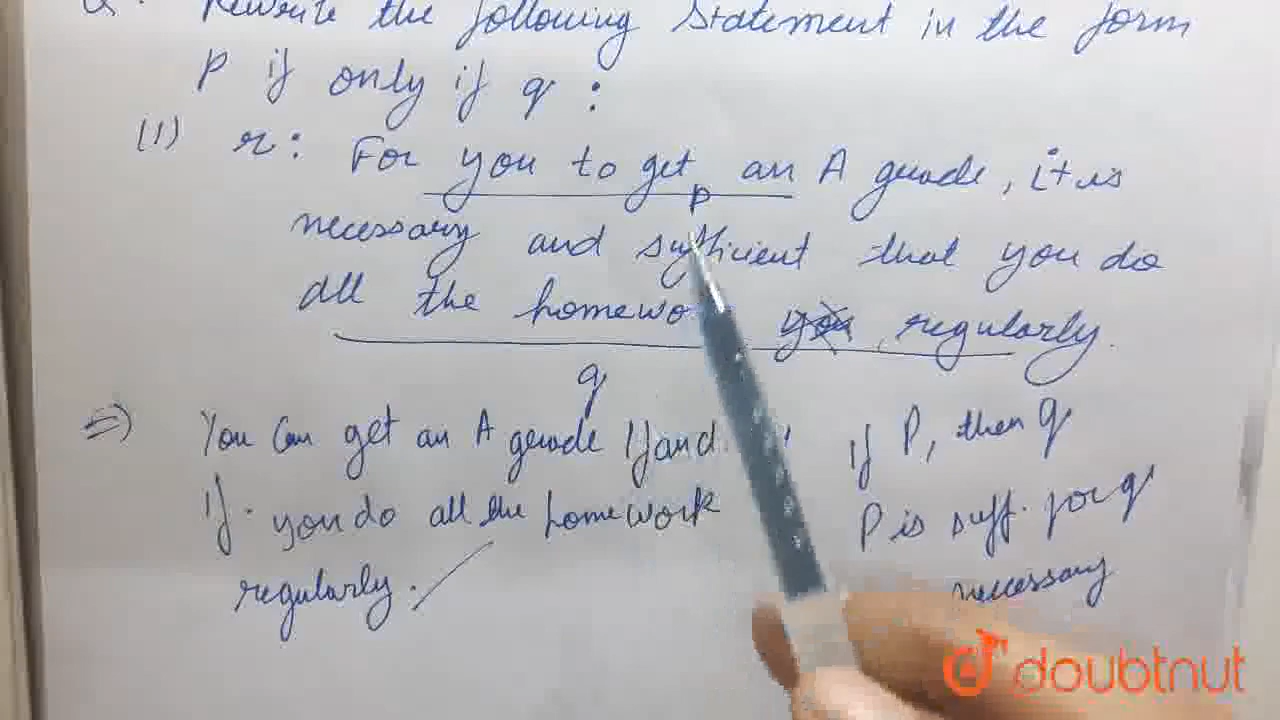 Q. Rewrite the following statement in the form
P if only if q :
(1) r: For you to get an A grade, it is
P
necessary and sufficient that you do
all the homewo you regularly.
q
=) You Can get an A grade If and
If. you do all the homework
regularly.
If P, then q
P is suff. for q
necessary
doubtnut